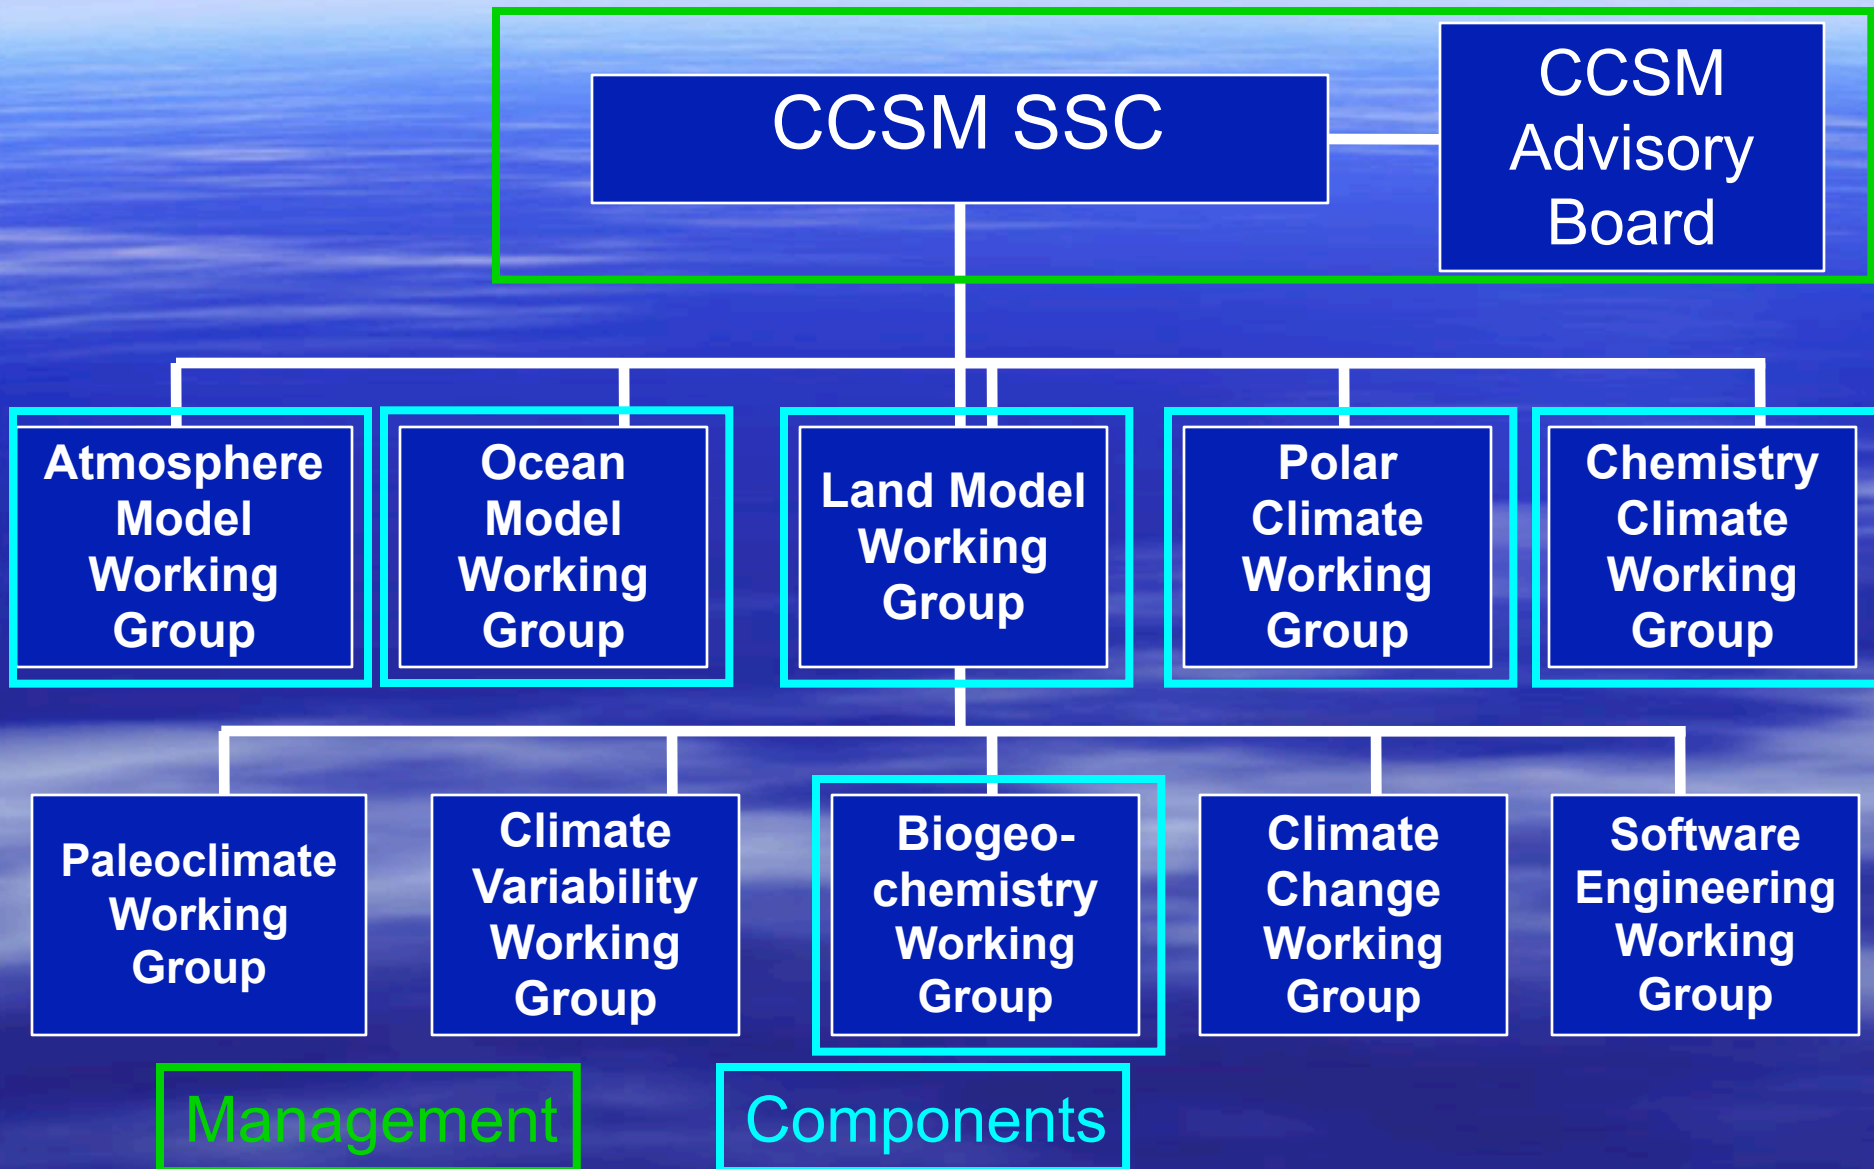 CCSM SSC
CCSM
Advisory
Board
Atmosphere
Model
Working
Group
Ocean
Model
Working
Group
Land Model
Working
Group
Polar
Climate
Working
Group
Chemistry
Climate
Working
Group
Paleoclimate
Working
Group
Climate
Variability
Working
Group
Biogeo-
chemistry
Working
Group
Climate
Change
Working
Group
Software
Engineering
Working
Group
Management
Components